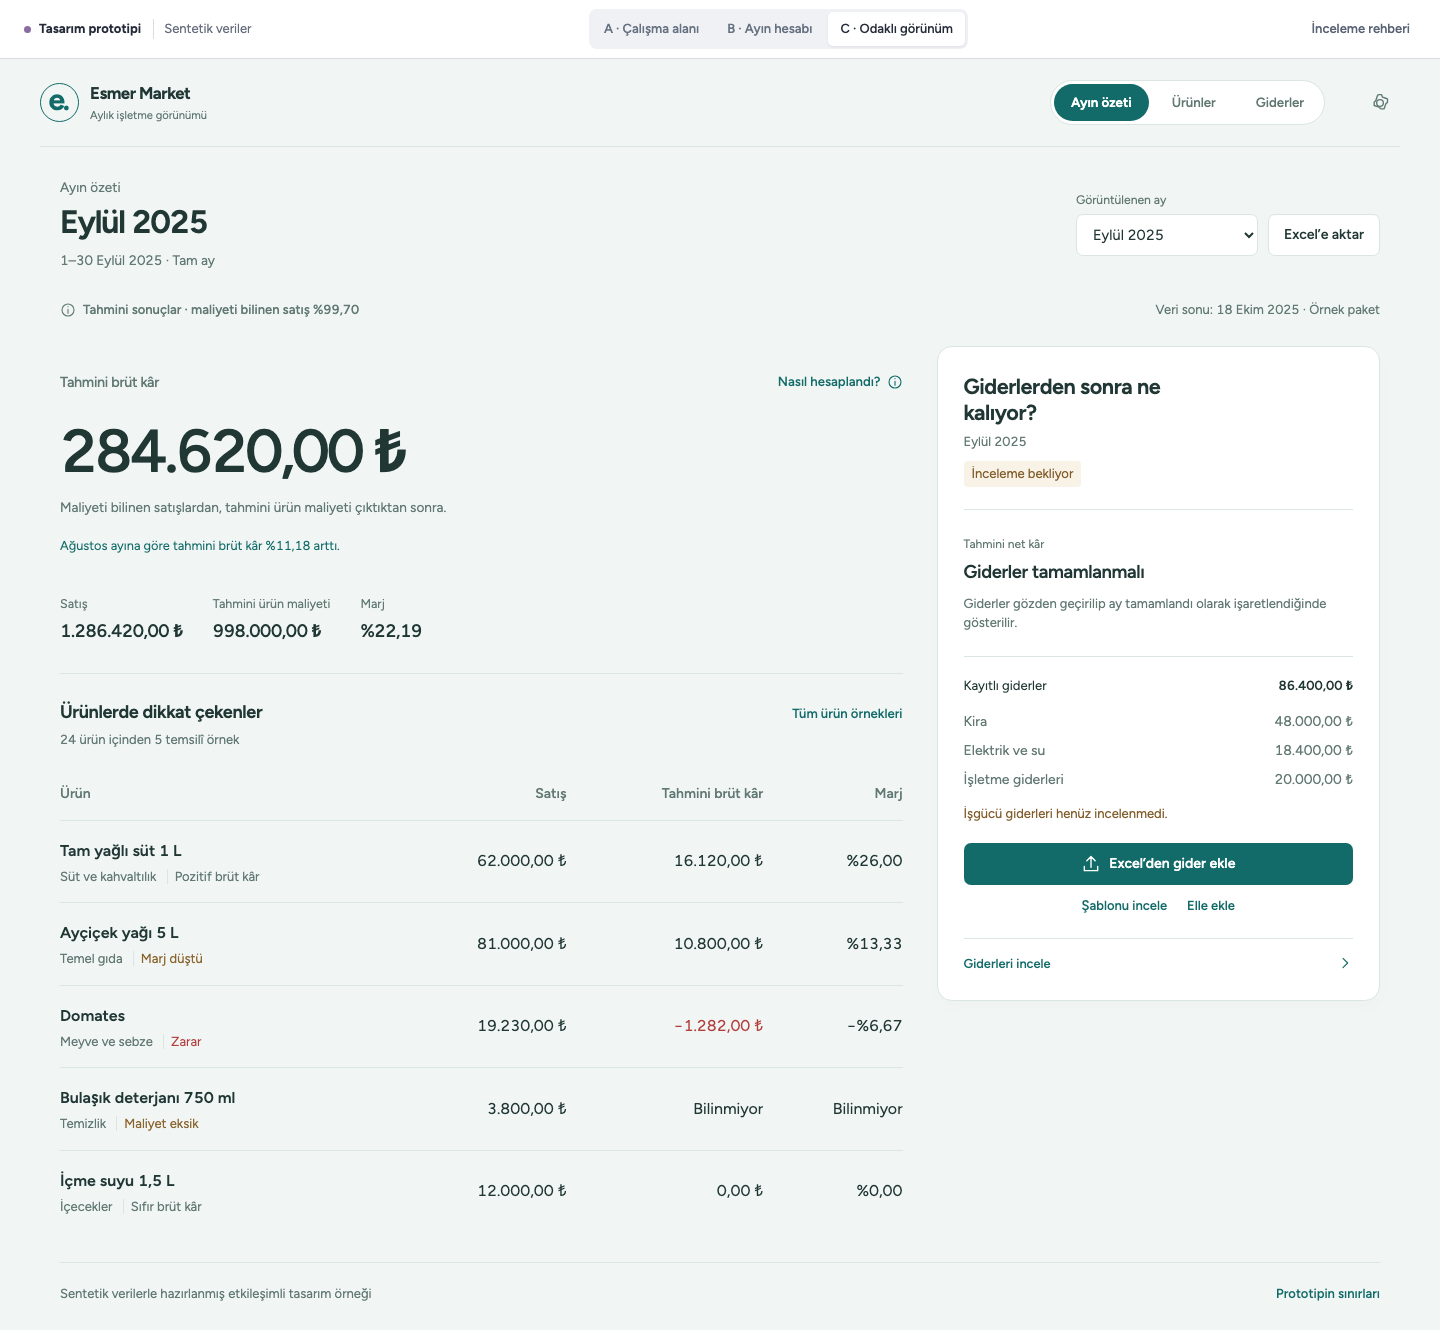 Tasarım prototipi Sentetik veriler
A · Çalışma alanı B · Ayın hesabı C · Odaklı görünüm
İnceleme rehberi
e.
Esmer Market
Aylık işletme görünümü
Ayın özeti Ürünler Giderler
Ayın özeti
Eylül 2025
1–30 Eylül 2025 · Tam ay
Görüntülenen ay
Eylül 2025
Excel’e aktar
Tahmini sonuçlar · maliyeti bilinen satış %99,70
Veri sonu: 18 Ekim 2025 · Örnek paket
Tahmini brüt kâr
Nasıl hesaplandı?
284.620,00 ₺
Maliyeti bilinen satışlardan, tahmini ürün maliyeti çıktıktan sonra.
Ağustos ayına göre tahmini brüt kâr %11,18 arttı.
Satış Tahmini ürün maliyeti Marj
1.286.420,00 ₺ 998.000,00 ₺ %22,19
Ürünlerde dikkat çekenler
Tüm ürün örnekleri
24 ürün içinden 5 temsilî örnek
Ürün Satış Tahmini brüt kâr Marj
Tam yağlı süt 1 L
Süt ve kahvaltılık Pozitif brüt kâr
62.000,00 ₺ 16.120,00 ₺ %26,00
Ayçiçek yağı 5 L
Temel gıda Marj düştü
81.000,00 ₺ 10.800,00 ₺ %13,33
Domates
Meyve ve sebze Zarar
19.230,00 ₺ −1.282,00 ₺ −%6,67
Bulaşık deterjanı 750 ml
Temizlik Maliyet eksik
3.800,00 ₺ Bilinmiyor Bilinmiyor
İçme suyu 1,5 L
İçecekler Sıfır brüt kâr
12.000,00 ₺ 0,00 ₺ %0,00
Giderlerden sonra ne
kalıyor?
Eylül 2025
İnceleme bekliyor
Tahmini net kâr
Giderler tamamlanmalı
Giderler gözden geçirilip ay tamamlandı olarak işaretlendiğinde
gösterilir.
Kayıtlı giderler 86.400,00 ₺
Kira 48.000,00 ₺
Elektrik ve su 18.400,00 ₺
İşletme giderleri 20.000,00 ₺
İşgücü giderleri henüz incelenmedi.
Excel’den gider ekle
Şablonu incele Elle ekle
Giderleri incele
Sentetik verilerle hazırlanmış etkileşimli tasarım örneği
Prototipin sınırları